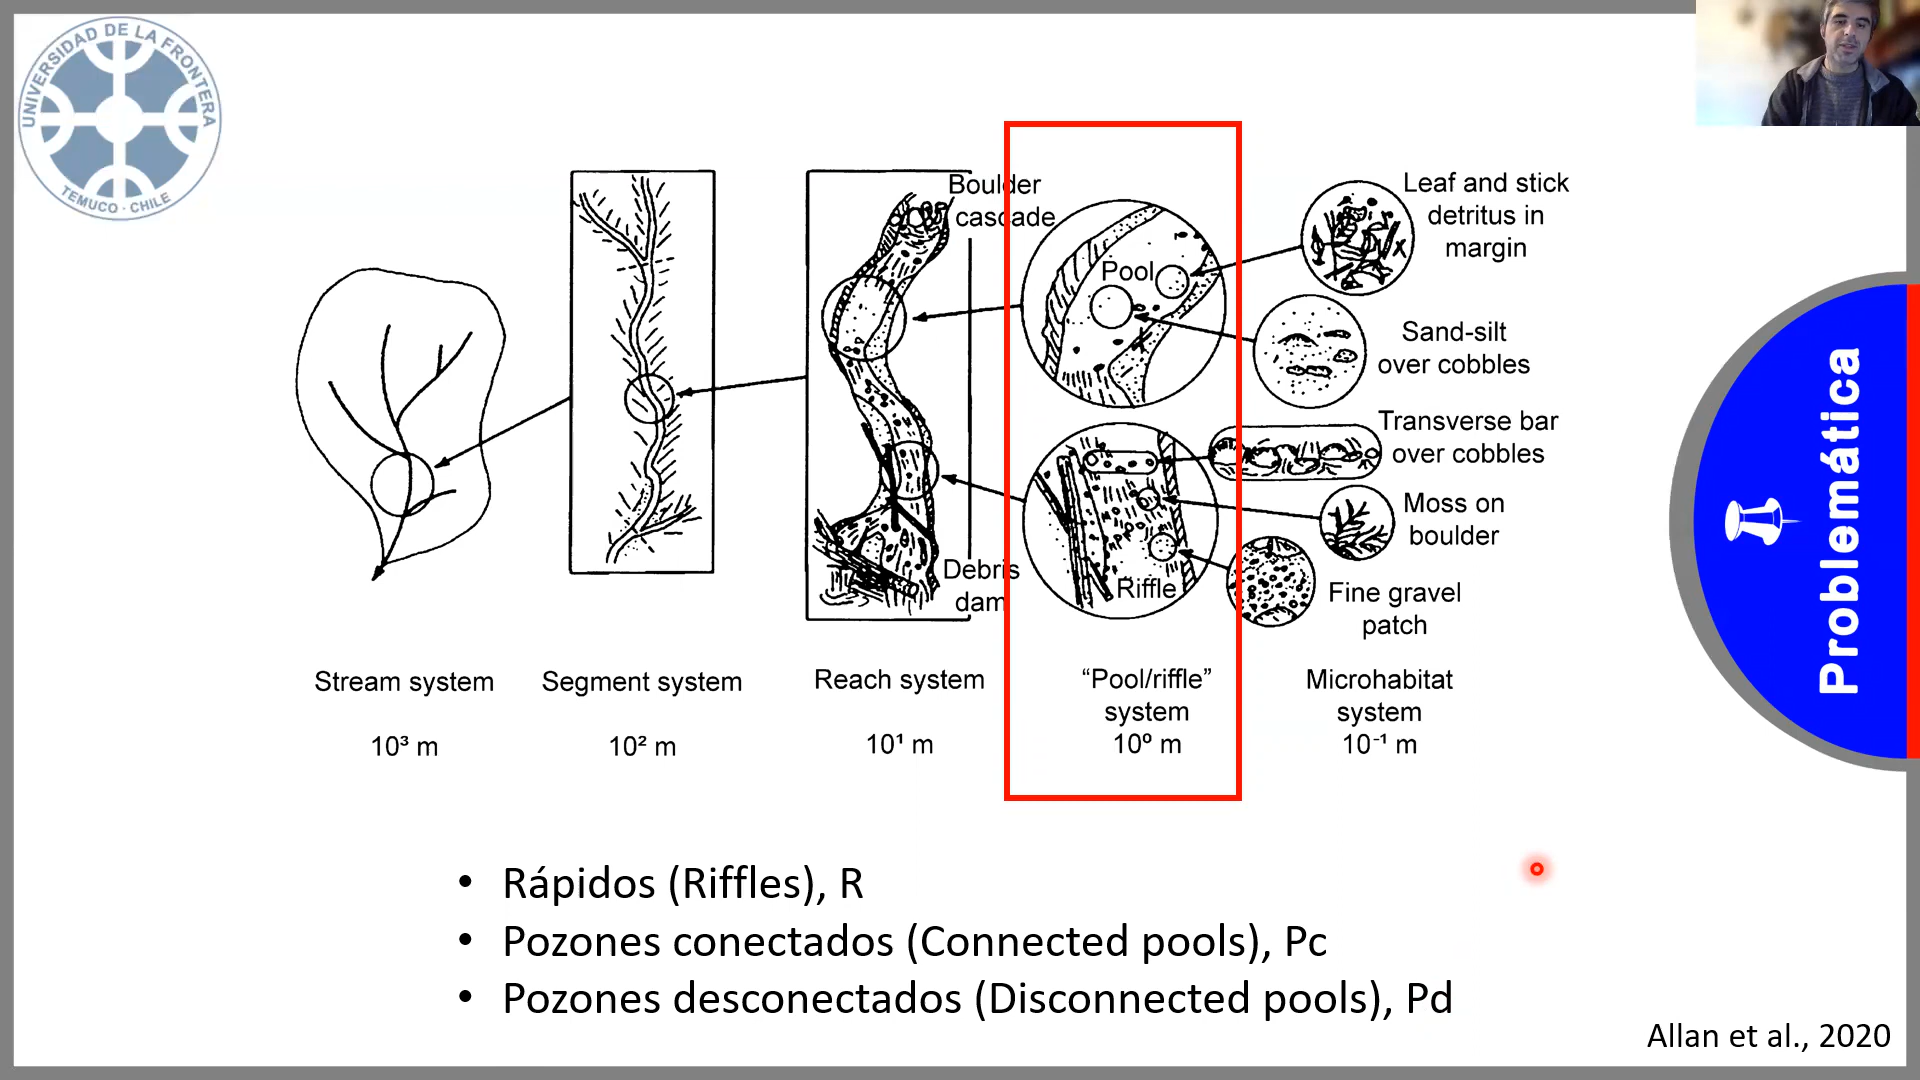 UNIVERSIDAD DE LA FRONTERA
TEMUCO · CHILE
Boulder
cascade
Debris
dam
Pool
Riffle
Leaf and stick
detritus in
margin
Sand-silt
over cobbles
Transverse bar
over cobbles
Moss on
boulder
Fine gravel
patch
Stream system
10³ m
Segment system
10² m
Reach system
10¹ m
“Pool/riffle”
system
10⁰ m
Microhabitat
system
10⁻¹ m
Problemática
• Rápidos (Riffles), R
• Pozones conectados (Connected pools), Pc
• Pozones desconectados (Disconnected pools), Pd
Allan et al., 2020